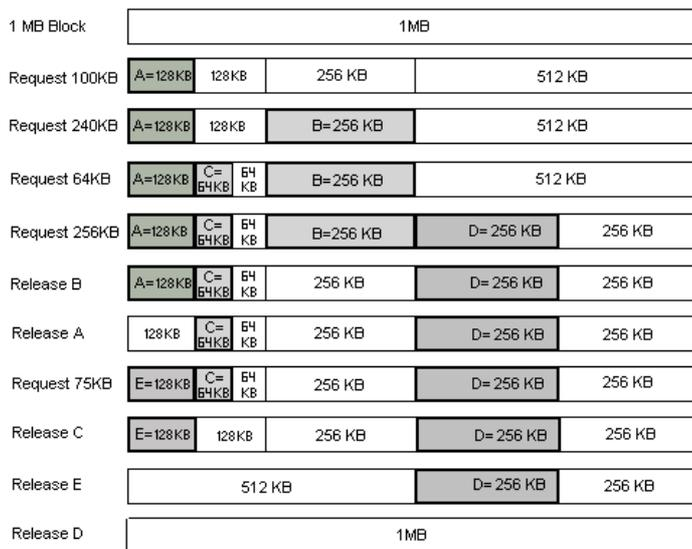 1 MB Block 1MB
Request 100KB A=128KB 128KB 256 KB 512 KB
Request 240KB A=128KB 128KB B=256 KB 512 KB
Request 64KB A=128KB C= 64KB 64 KB B=256 KB 512 KB
Request 256KB A=128KB C= 64KB 64 KB B=256 KB D= 256 KB 256 KB
Release B A=128KB C= 64KB 64 KB 256 KB D= 256 KB 256 KB
Release A 128KB C= 64KB 64 KB 256 KB D= 256 KB 256 KB
Request 75KB E=128KB C= 64KB 64 KB 256 KB D= 256 KB 256 KB
Release C E=128KB 128KB 256 KB D= 256 KB 256 KB
Release E 512 KB D= 256 KB 256 KB
Release D 1MB